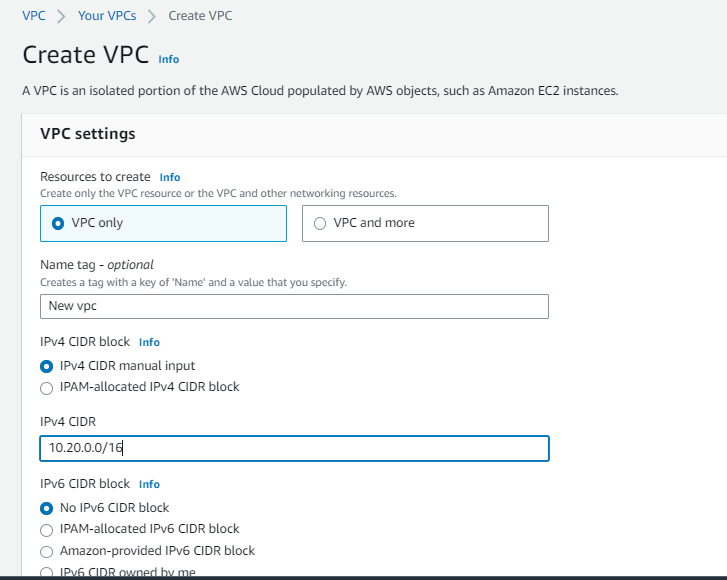 VPC > Your VPCs > Create VPC
Create VPC Info
A VPC is an isolated portion of the AWS Cloud populated by AWS objects, such as Amazon EC2 instances.
VPC settings
Resources to create Info
Create only the VPC resource or the VPC and other networking resources.
VPC only
VPC and more
Name tag - optional
Creates a tag with a key of 'Name' and a value that you specify.
New vpc
IPv4 CIDR block Info
IPv4 CIDR manual input
IPAM-allocated IPv4 CIDR block
IPv4 CIDR
10.20.0.0/16
IPv6 CIDR block Info
No IPv6 CIDR block
IPAM-allocated IPv6 CIDR block
Amazon-provided IPv6 CIDR block
IPv6 CIDR owned by me